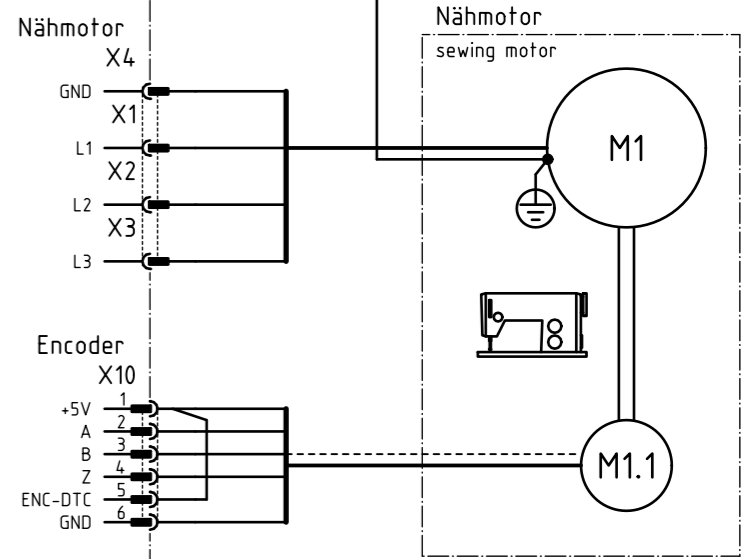 Nähmotor
X4
GND
X1
L1
X2
L2
X3
L3
Nähmotor
sewing motor
M1
Encoder
X10
+5V 1
A 2
B 3
Z 4
ENC-DTC 5
GND 6
M1.1